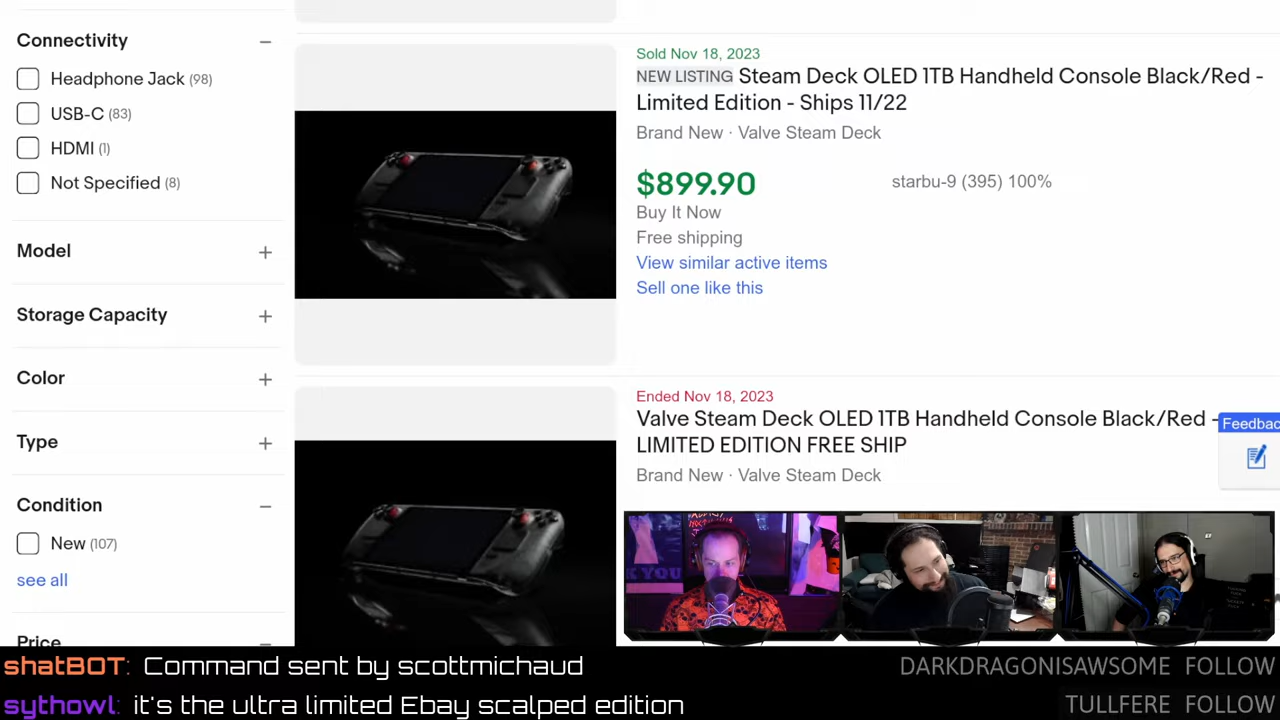 Connectivity
Headphone Jack (98)
USB-C (83)
HDMI (1)
Not Specified (8)
Model
Storage Capacity
Color
Type
Condition
New (107)
see all
Price
Sold Nov 18, 2023
NEW LISTING Steam Deck OLED 1TB Handheld Console Black/Red -
Limited Edition - Ships 11/22
Brand New · Valve Steam Deck
$899.90
starbu-9 (395) 100%
Buy It Now
Free shipping
View similar active items
Sell one like this
Ended Nov 18, 2023
Valve Steam Deck OLED 1TB Handheld Console Black/Red -
LIMITED EDITION FREE SHIP
Brand New · Valve Steam Deck
Feedbac
K YOU
shatBOT: Command sent by scottmichaud
sythowl: it's the ultra limited Ebay scalped edition
DARKDRAGONISAWSOME FOLLOW
TULLFERE FOLLOW